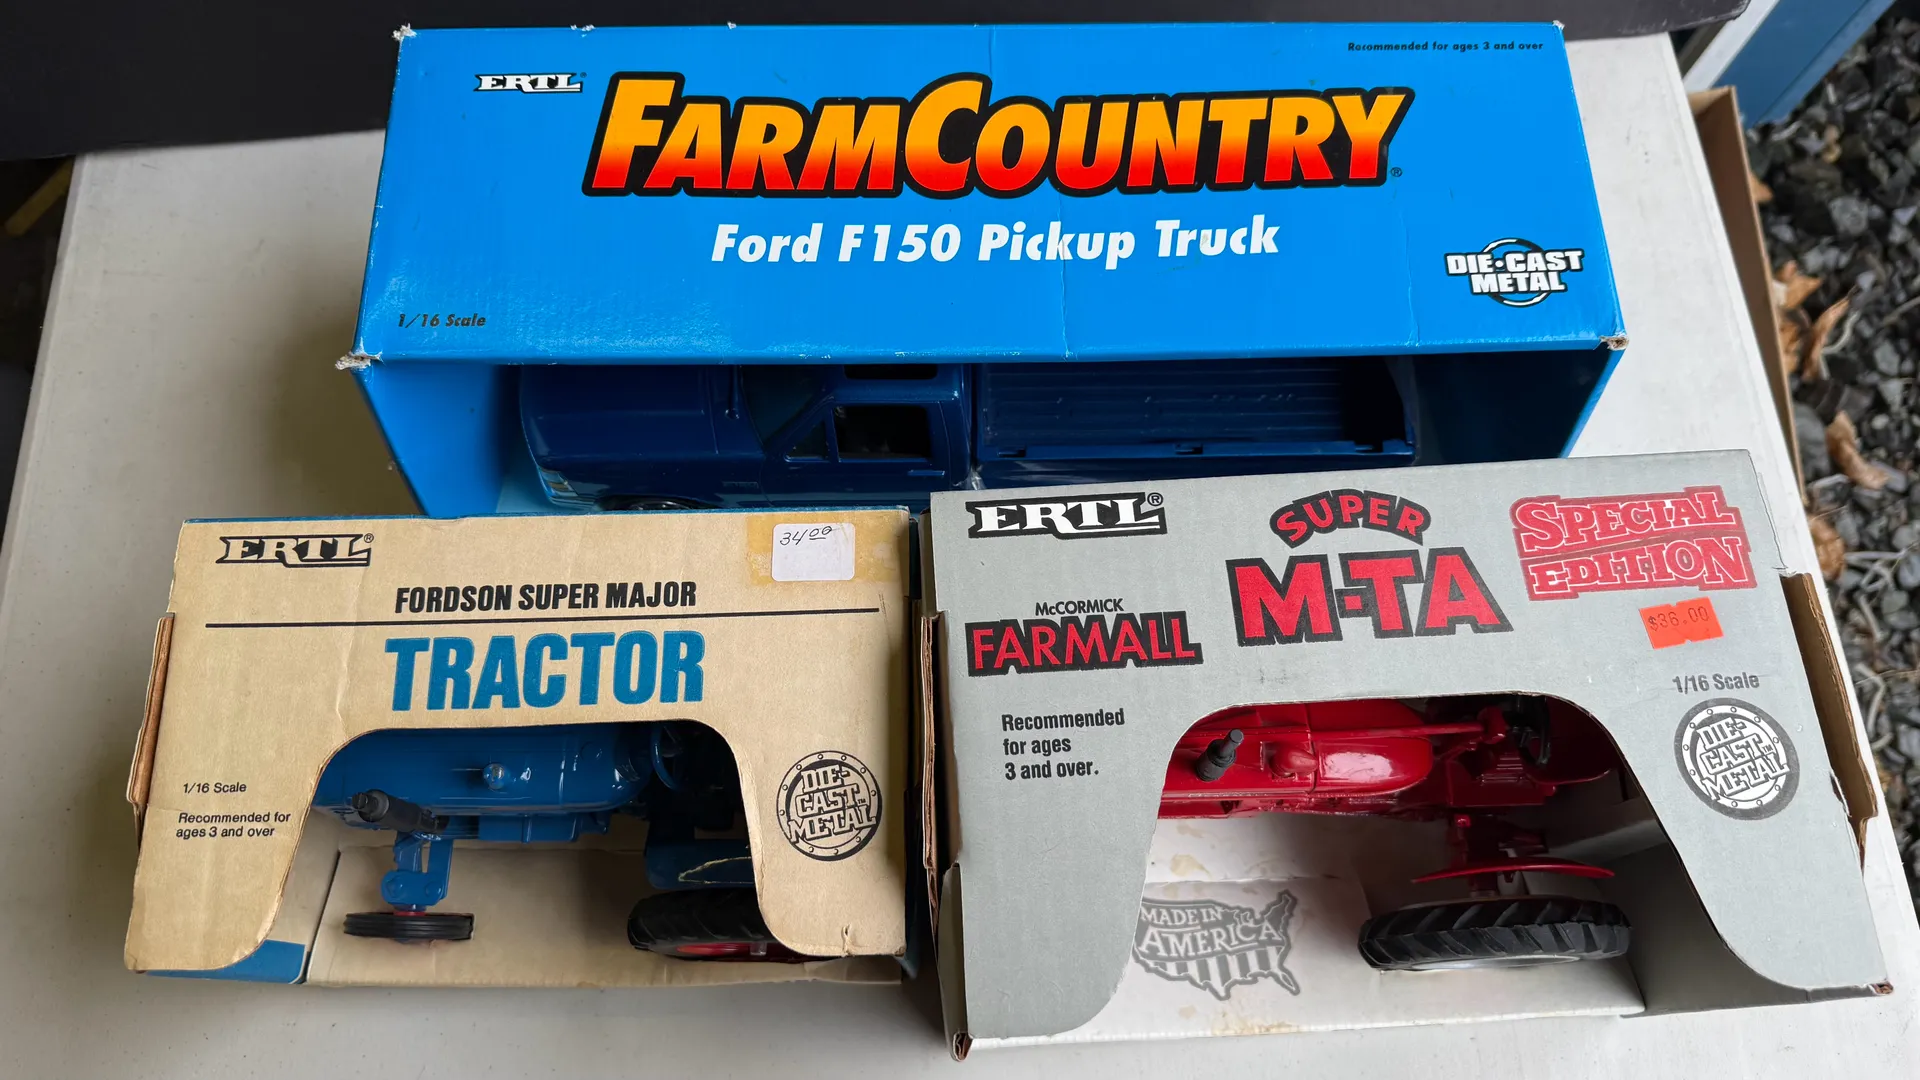 Recommended for ages 3 and over
ERTL®
FARMCOUNTRY®
Ford F150 Pickup Truck
DIE•CAST
METAL
1/16 Scale
ERTL®
34.00
FORDSON SUPER MAJOR
TRACTOR
1/16 Scale
Recommended for
ages 3 and over
DIE-
CAST™
METAL
ERTL®
SUPER
M-TA
SPECIAL
EDITION
McCORMICK
FARMALL
$36.00
1/16 Scale
Recommended
for ages
3 and over.
DIE-
CAST™
METAL
MADE IN
AMERICA